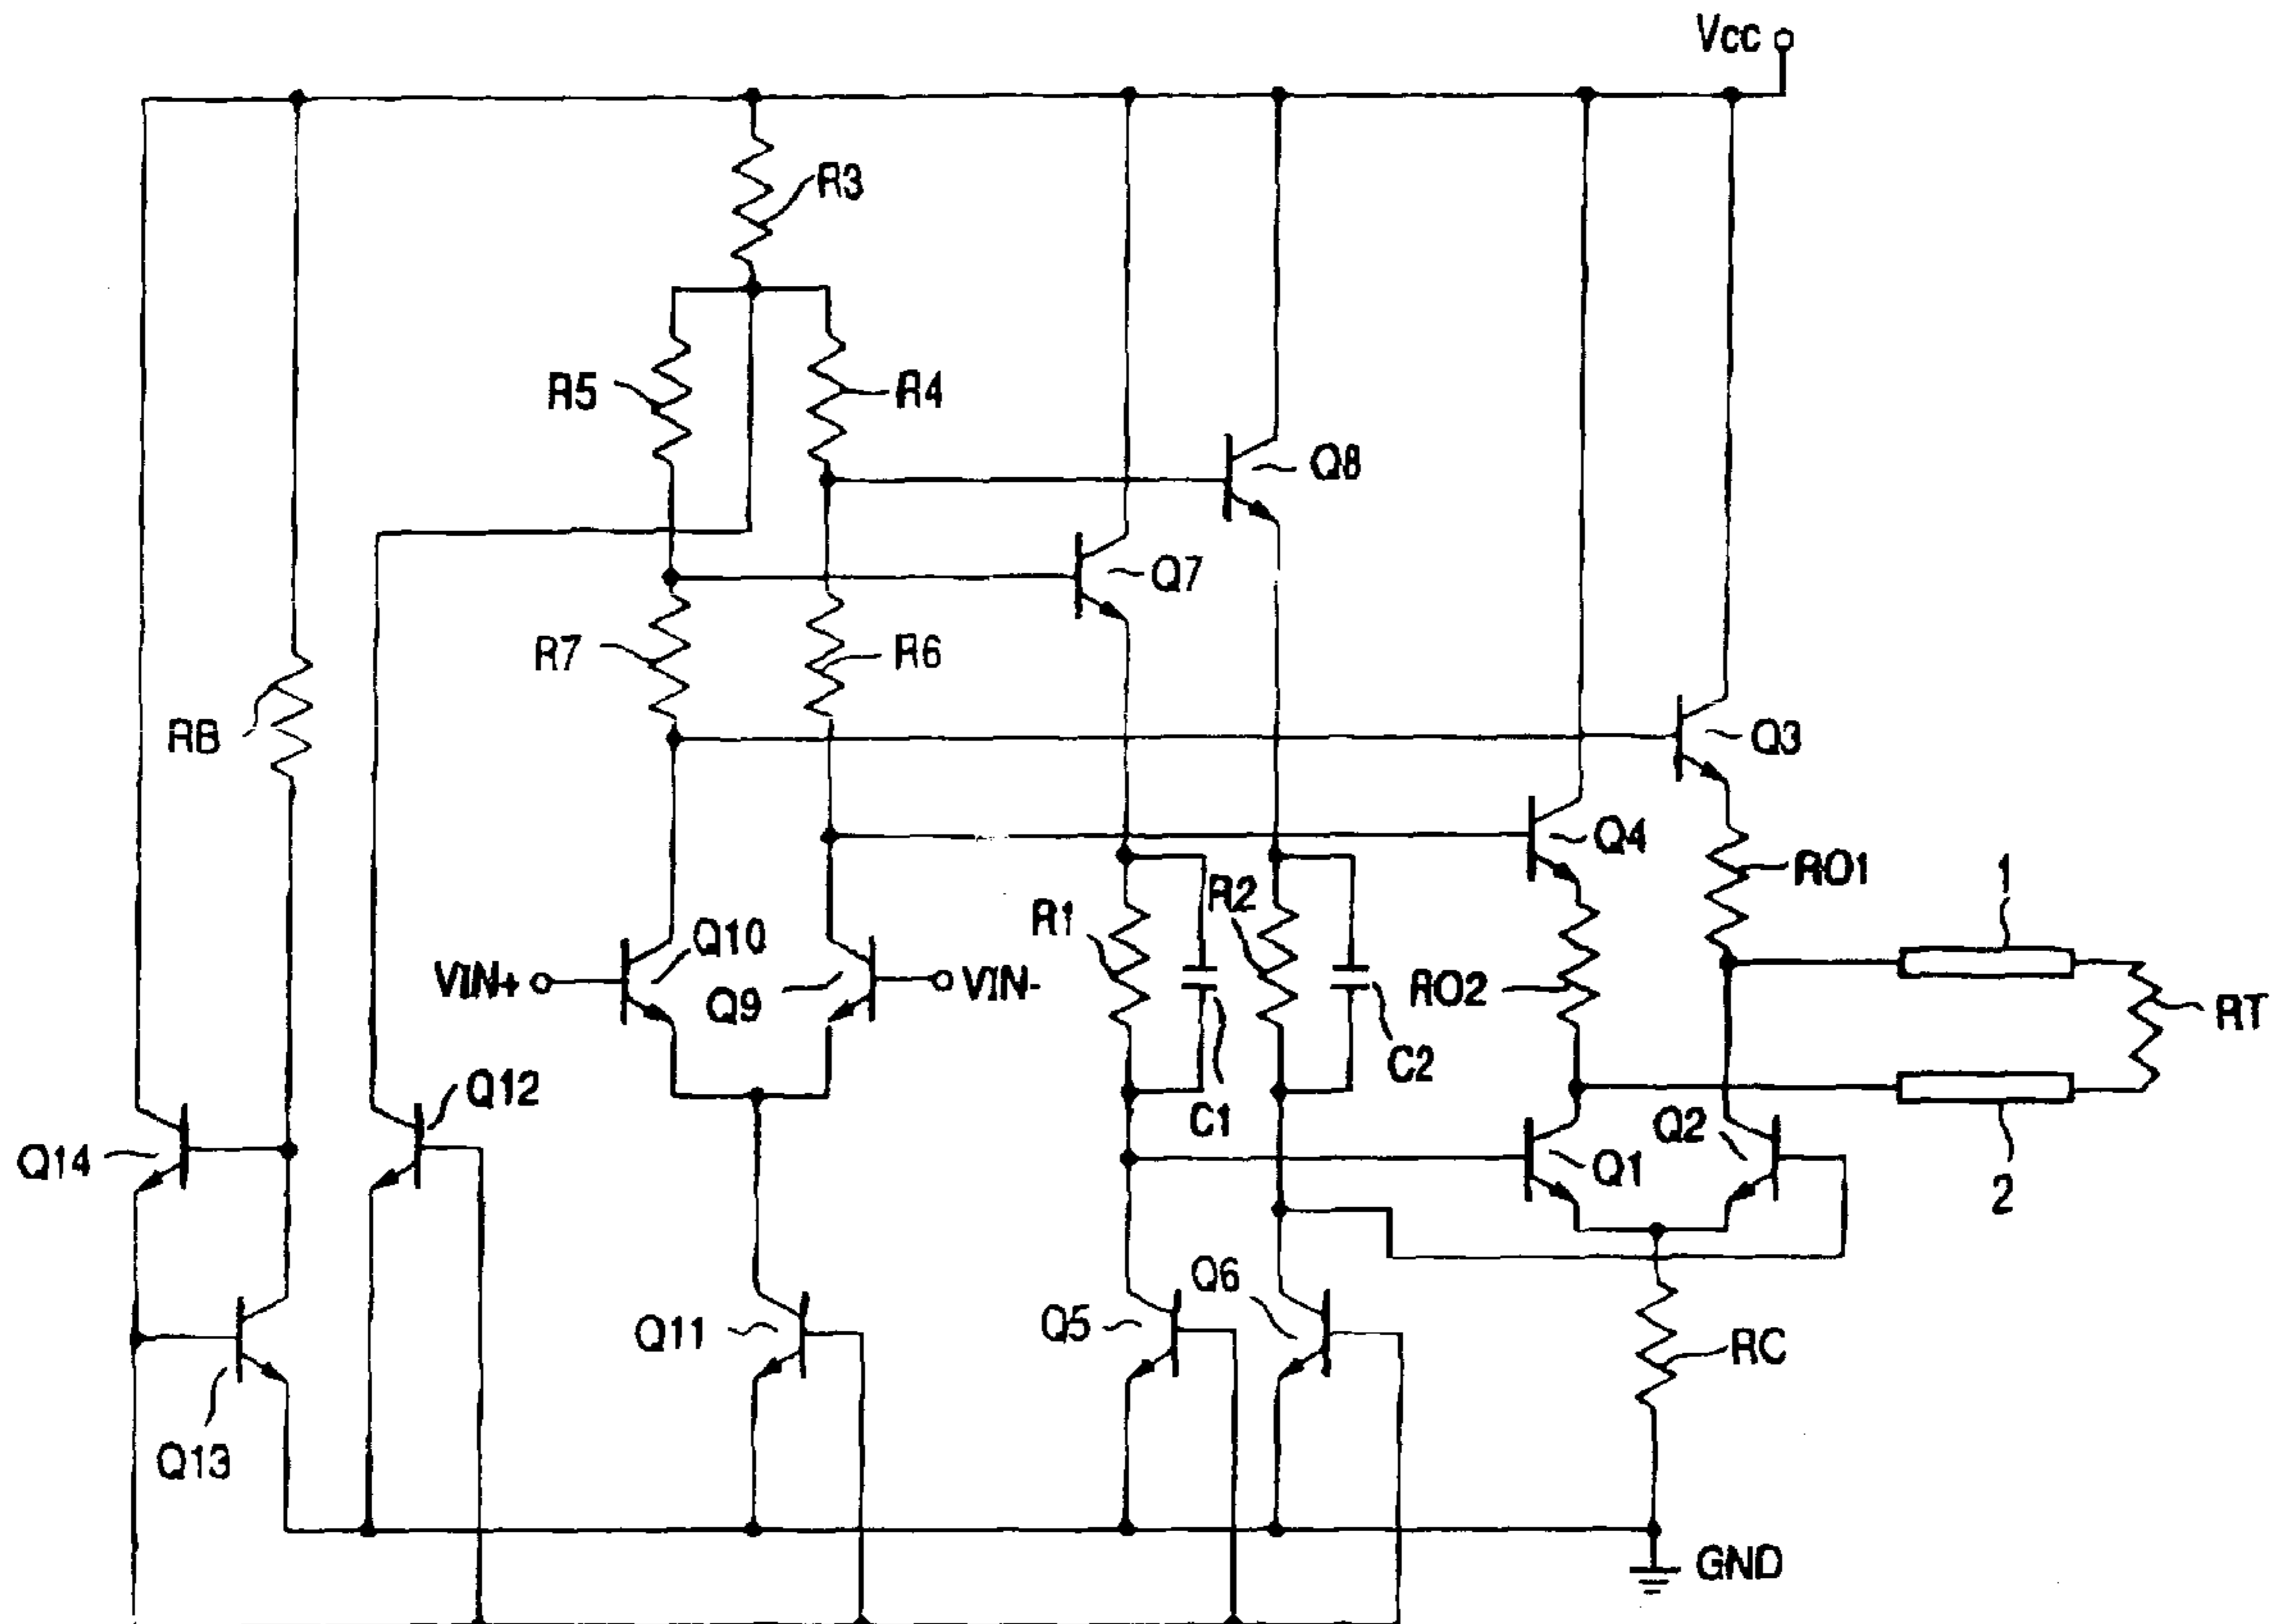 Vcc
R3
R5
R4
Q8
Q7
R7
R6
RB
Q3
Q4
RO1
1
R1
R2
Q10
VIN+
Q9
VIN-
RO2
C2
RT
Q12
C1
Q14
Q1
Q2
2
Q6
Q11
Q5
RC
Q13
GND